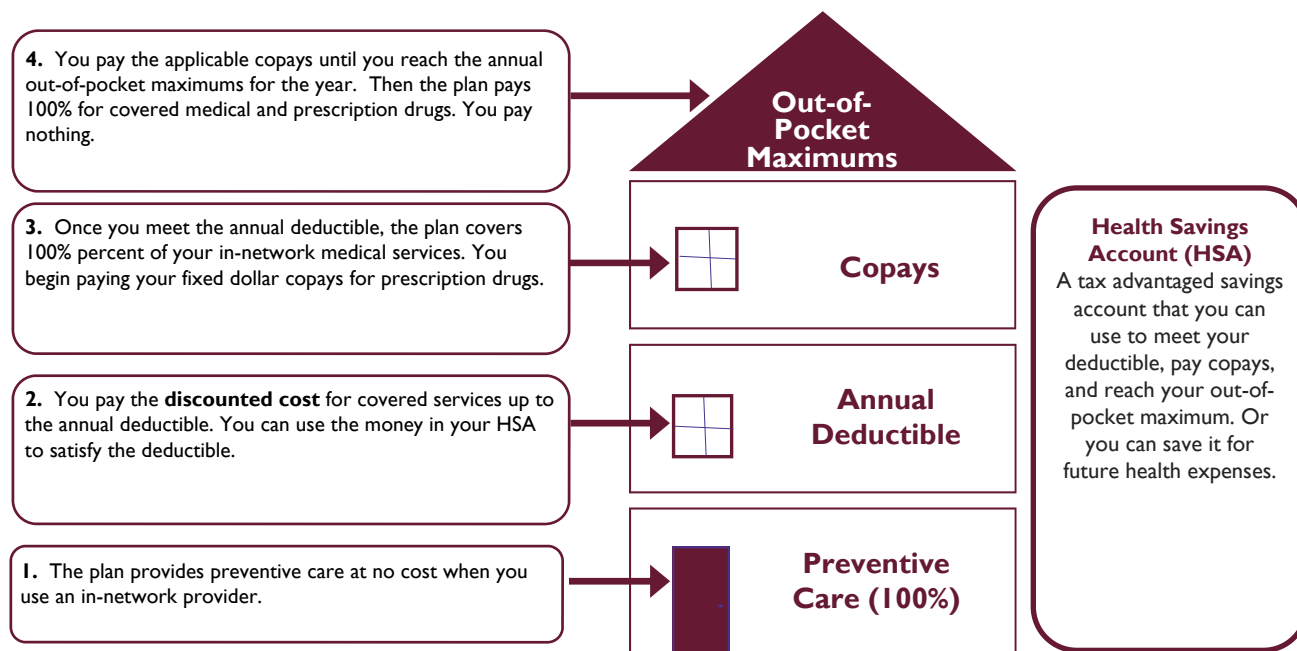 4. You pay the applicable copays until you reach the annual
out-of-pocket maximums for the year. Then the plan pays
100% for covered medical and prescription drugs. You pay
nothing.
Out-of-
Pocket
Maximums
3. Once you meet the annual deductible, the plan covers
100% percent of your in-network medical services. You
begin paying your fixed dollar copays for prescription drugs.
Copays
2. You pay the discounted cost for covered services up to
the annual deductible. You can use the money in your HSA
to satisfy the deductible.
Annual
Deductible
1. The plan provides preventive care at no cost when you
use an in-network provider.
Preventive
Care (100%)
Health Savings
Account (HSA)
A tax advantaged savings
account that you can
use to meet your
deductible, pay copays,
and reach your out-of-
pocket maximum. Or
you can save it for
future health expenses.